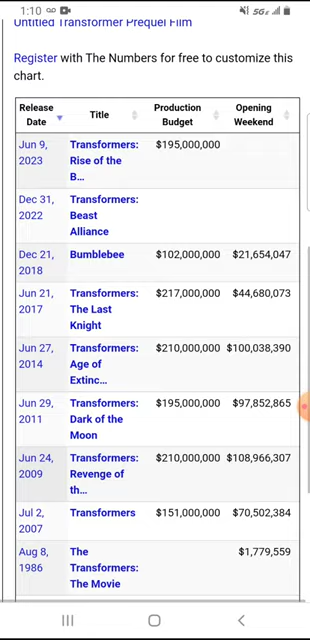 1:10 5G E
Untitled Transformer Prequel Film
Register with The Numbers for free to customize this
chart.
Release Date Title Production Budget Opening Weekend
Jun 9, 2023 Transformers: Rise of the B... $195,000,000
Dec 31, 2022 Transformers: Beast Alliance
Dec 21, 2018 Bumblebee $102,000,000 $21,654,047
Jun 21, 2017 Transformers: The Last Knight $217,000,000 $44,680,073
Jun 27, 2014 Transformers: Age of Extinc... $210,000,000 $100,038,390
Jun 29, 2011 Transformers: Dark of the Moon $195,000,000 $97,852,865
Jun 24, 2009 Transformers: Revenge of th... $210,000,000 $108,966,307
Jul 2, 2007 Transformers $151,000,000 $70,502,384
Aug 8, 1986 The Transformers: The Movie $1,779,559